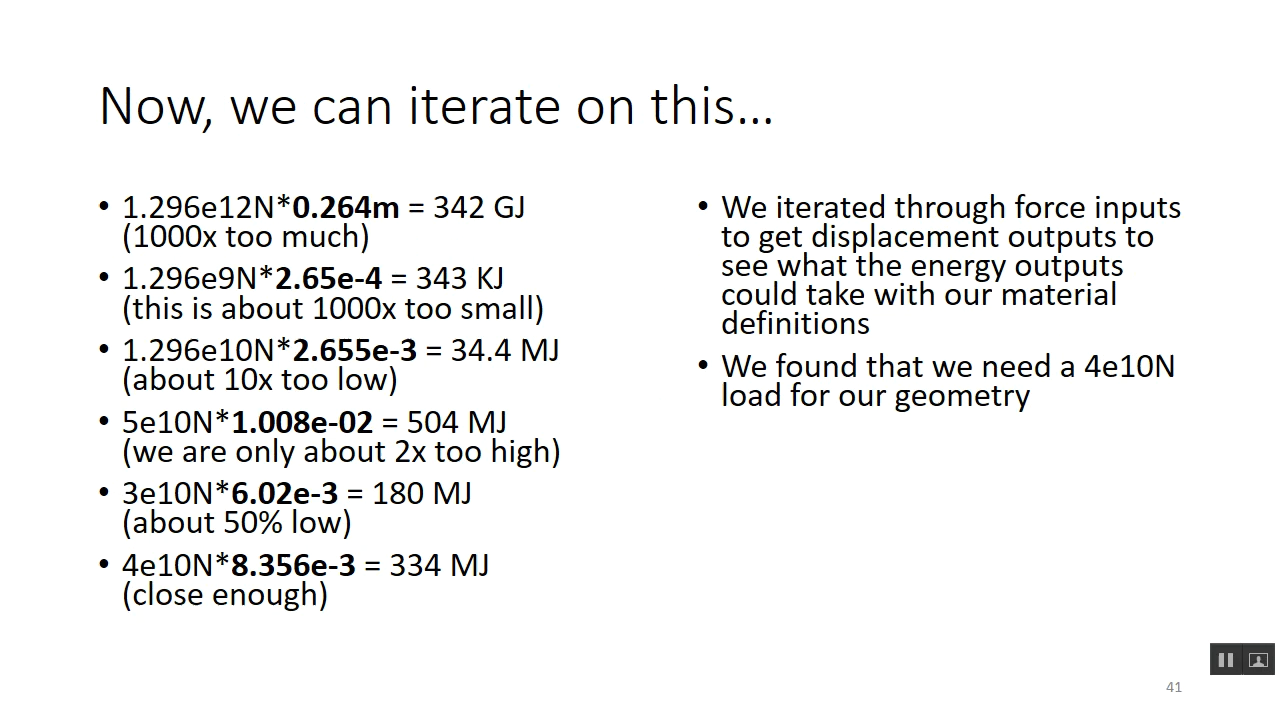 Now, we can iterate on this…
• 1.296e12N*0.264m = 342 GJ
(1000x too much)
• 1.296e9N*2.65e-4 = 343 KJ
(this is about 1000x too small)
• 1.296e10N*2.655e-3 = 34.4 MJ
(about 10x too low)
• 5e10N*1.008e-02 = 504 MJ
(we are only about 2x too high)
• 3e10N*6.02e-3 = 180 MJ
(about 50% low)
• 4e10N*8.356e-3 = 334 MJ
(close enough)
• We iterated through force inputs
to get displacement outputs to
see what the energy outputs
could take with our material
definitions
• We found that we need a 4e10N
load for our geometry
41